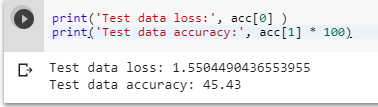 print('Test data loss:', acc[0] )
print('Test data accuracy:', acc[1] * 100)
Test data loss: 1.5504490436553955
Test data accuracy: 45.43